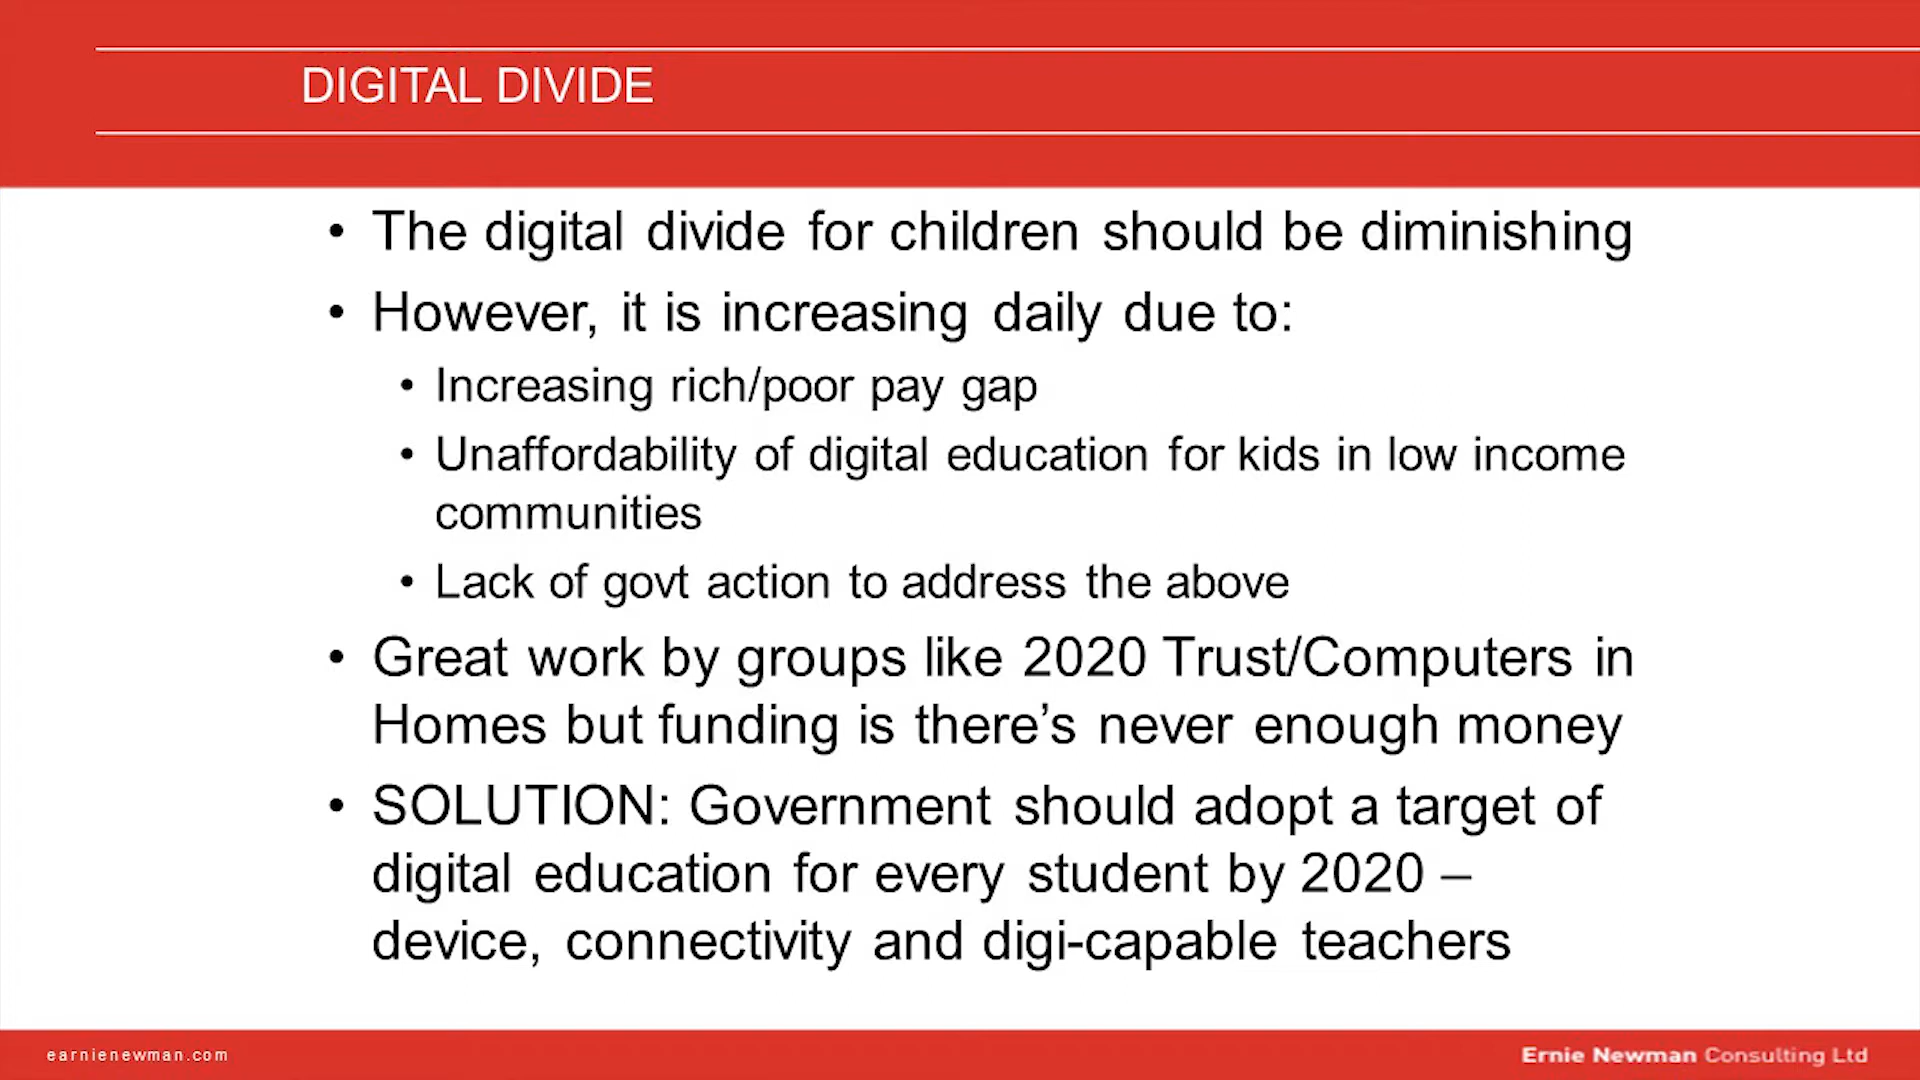 DIGITAL DIVIDE
• The digital divide for children should be diminishing
• However, it is increasing daily due to:
• Increasing rich/poor pay gap
• Unaffordability of digital education for kids in low income
communities
• Lack of govt action to address the above
• Great work by groups like 2020 Trust/Computers in
Homes but funding is there’s never enough money
• SOLUTION: Government should adopt a target of
digital education for every student by 2020 –
device, connectivity and digi-capable teachers
earnienewman.com
Ernie Newman Consulting Ltd